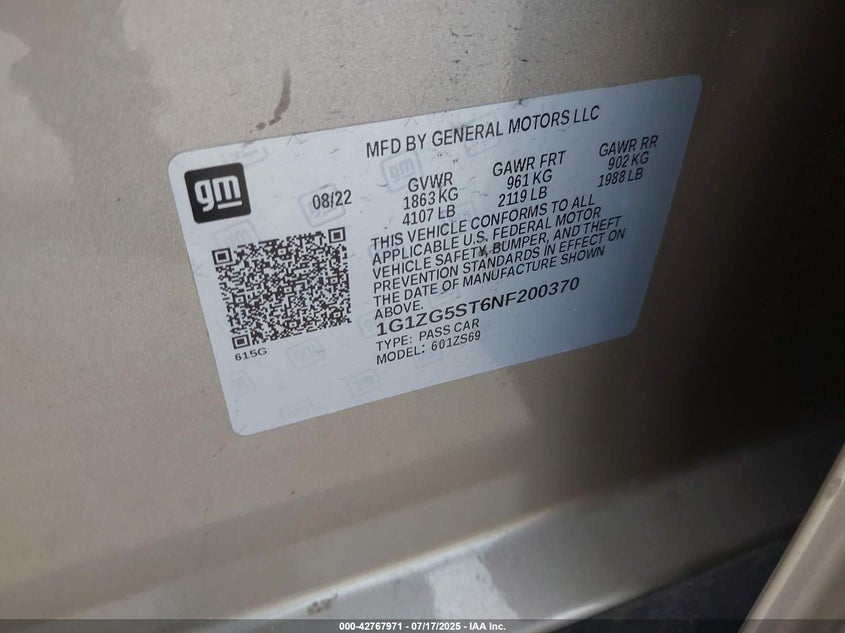 MFD BY GENERAL MOTORS LLC
gm
08/22
GVWR
1863 KG
4107 LB
GAWR FRT
961 KG
2119 LB
GAWR RR
902 KG
1988 LB
THIS VEHICLE CONFORMS TO ALL
APPLICABLE U.S. FEDERAL MOTOR
VEHICLE SAFETY, BUMPER, AND THEFT
PREVENTION STANDARDS IN EFFECT ON
THE DATE OF MANUFACTURE SHOWN
ABOVE.
1G1ZG5ST6NF200370
TYPE: PASS CAR
MODEL: 601ZS69
615G
000-42767971 - 07/17/2025 - IAA Inc.